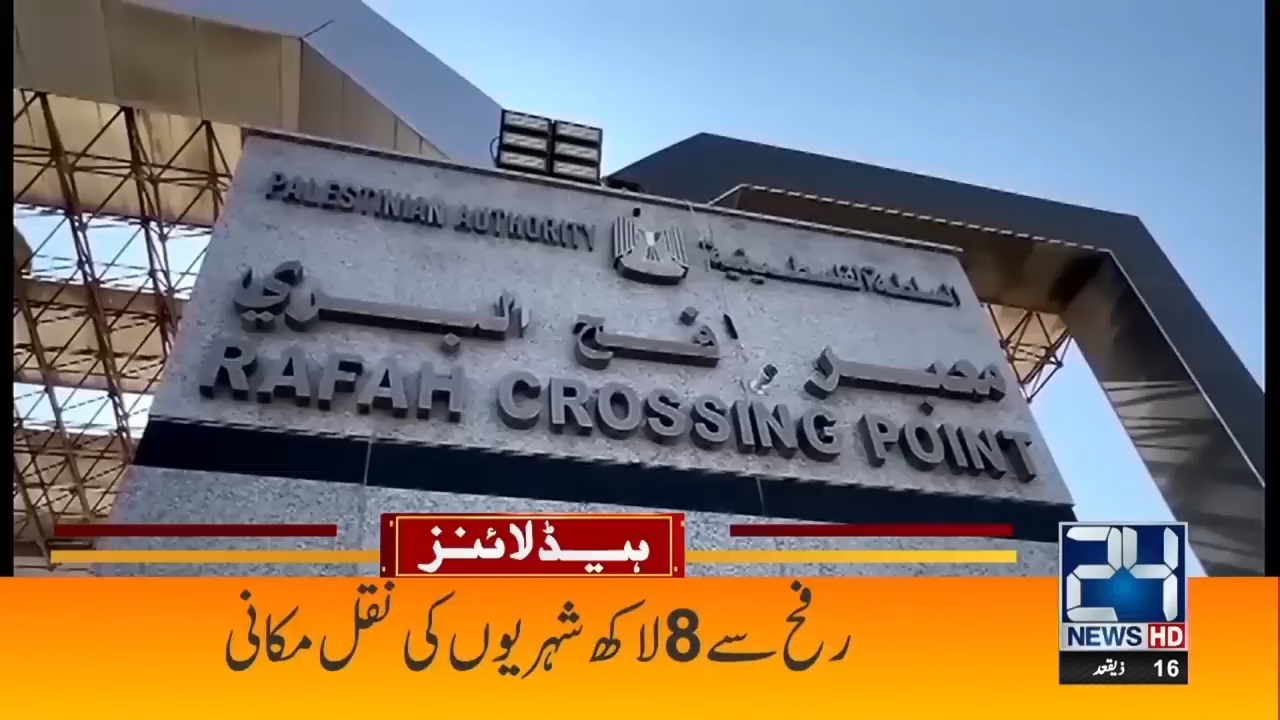 PALESTINIAN AUTHORITY السلطة الفلسطينية
معبر رفح البري
RAFAH CROSSING POINT
ہیڈلائنز
رفح سے 8 لاکھ شہریوں کی نقل مکانی
24
NEWS HD
16 ذیقعد